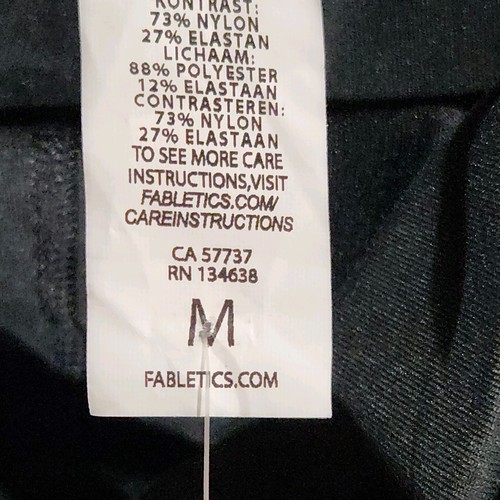 KONTRAST:
73% NYLON
27% ELASTAN
LICHAAM:
88% POLYESTER
12% ELASTAAN
CONTRASTEREN:
73% NYLON
27% ELASTAAN
TO SEE MORE CARE
INSTRUCTIONS,VISIT
FABLETICS.COM/
CAREINSTRUCTIONS
CA 57737
RN 134638
M
FABLETICS.COM